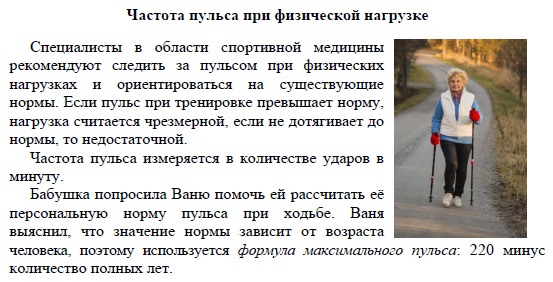 Частота пульса при физической нагрузке
Специалисты в области спортивной медицины
рекомендуют следить за пульсом при физических
нагрузках и ориентироваться на существующие
нормы. Если пульс при тренировке превышает норму,
нагрузка считается чрезмерной, если не дотягивает до
нормы, то недостаточной.
Частота пульса измеряется в количестве ударов в
минуту.
Бабушка попросила Ваню помочь ей рассчитать её
персональную норму пульса при ходьбе. Ваня
выяснил, что значение нормы зависит от возраста
человека, поэтому используется формула максимального пульса: 220 минус
количество полных лет.